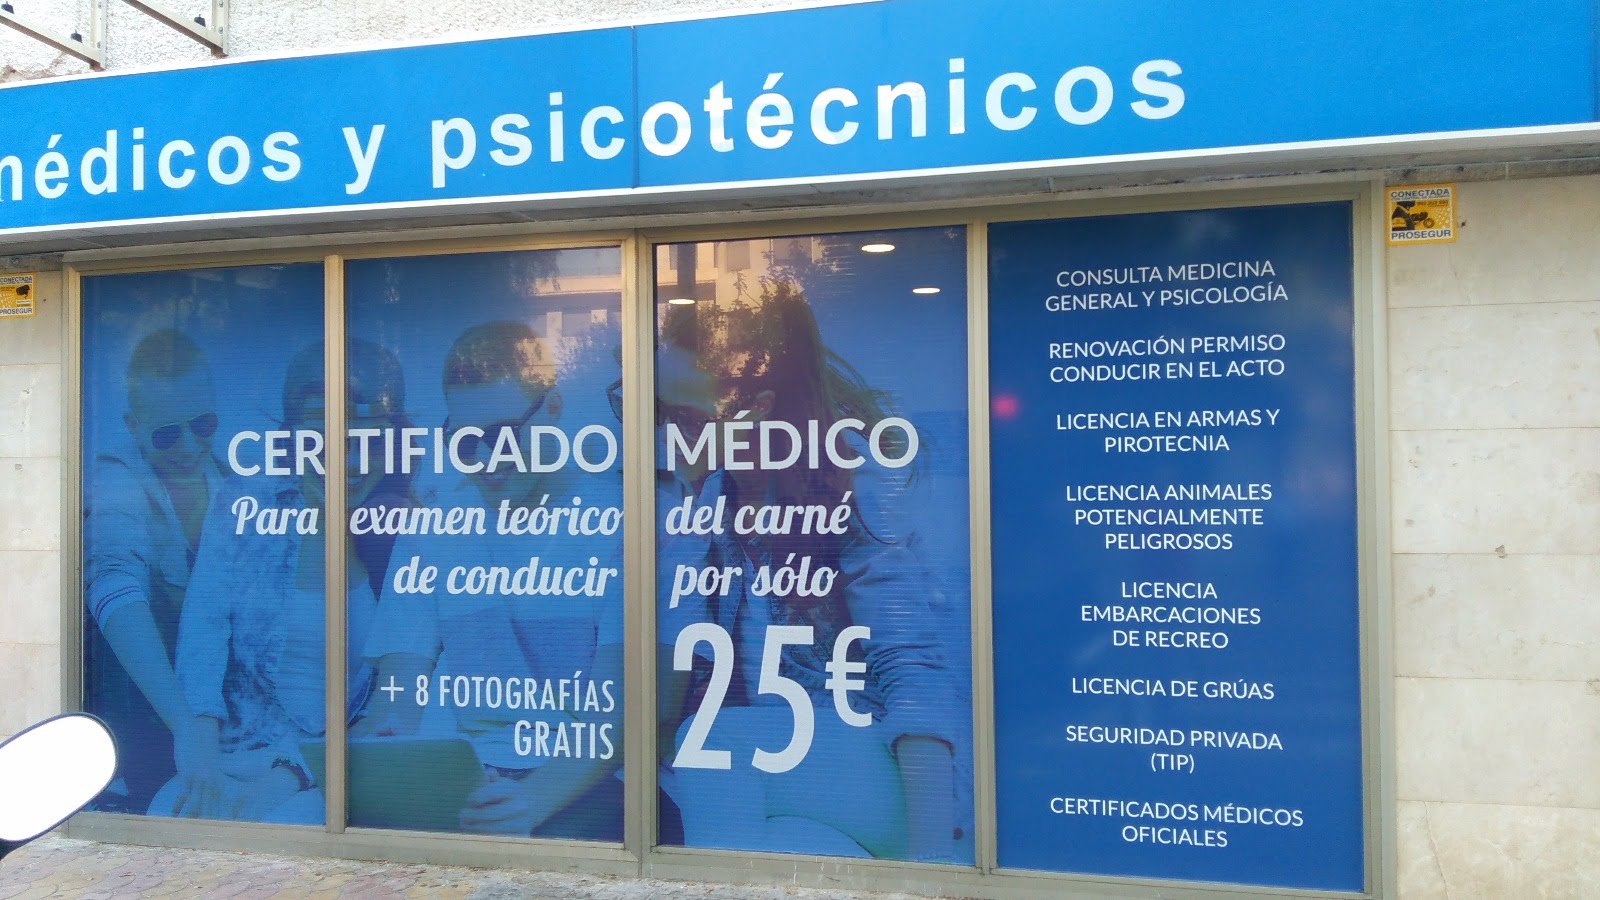 médicos y psicotécnicos
CERTIFICADO MÉDICO
Para examen teórico del carné
de conducir por sólo
25€
+ 8 FOTOGRAFÍAS
GRATIS
CONSULTA MEDICINA
GENERAL Y PSICOLOGÍA
RENOVACIÓN PERMISO
CONDUCIR EN EL ACTO
LICENCIA EN ARMAS Y
PIROTECNIA
LICENCIA ANIMALES
POTENCIALMENTE
PELIGROSOS
LICENCIA
EMBARCACIONES
DE RECREO
LICENCIA DE GRÚAS
SEGURIDAD PRIVADA
(TIP)
CERTIFICADOS MÉDICOS
OFICIALES
CONECTADA
PROSEGUR
CONECTADA
PROSEGUR